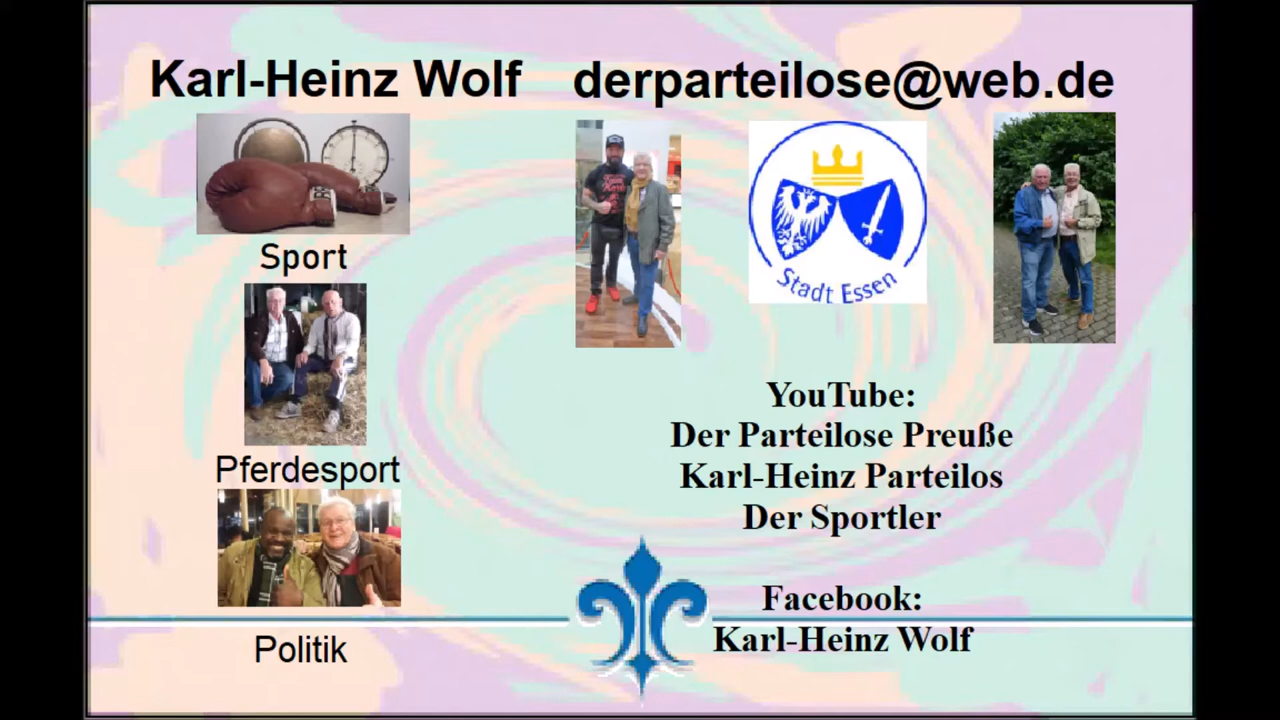 Karl-Heinz Wolf derparteilose@web.de
Sport
Pferdesport
Politik
Stadt Essen
YouTube:
Der Parteilose Preuße
Karl-Heinz Parteilos
Der Sportler
Facebook:
Karl-Heinz Wolf